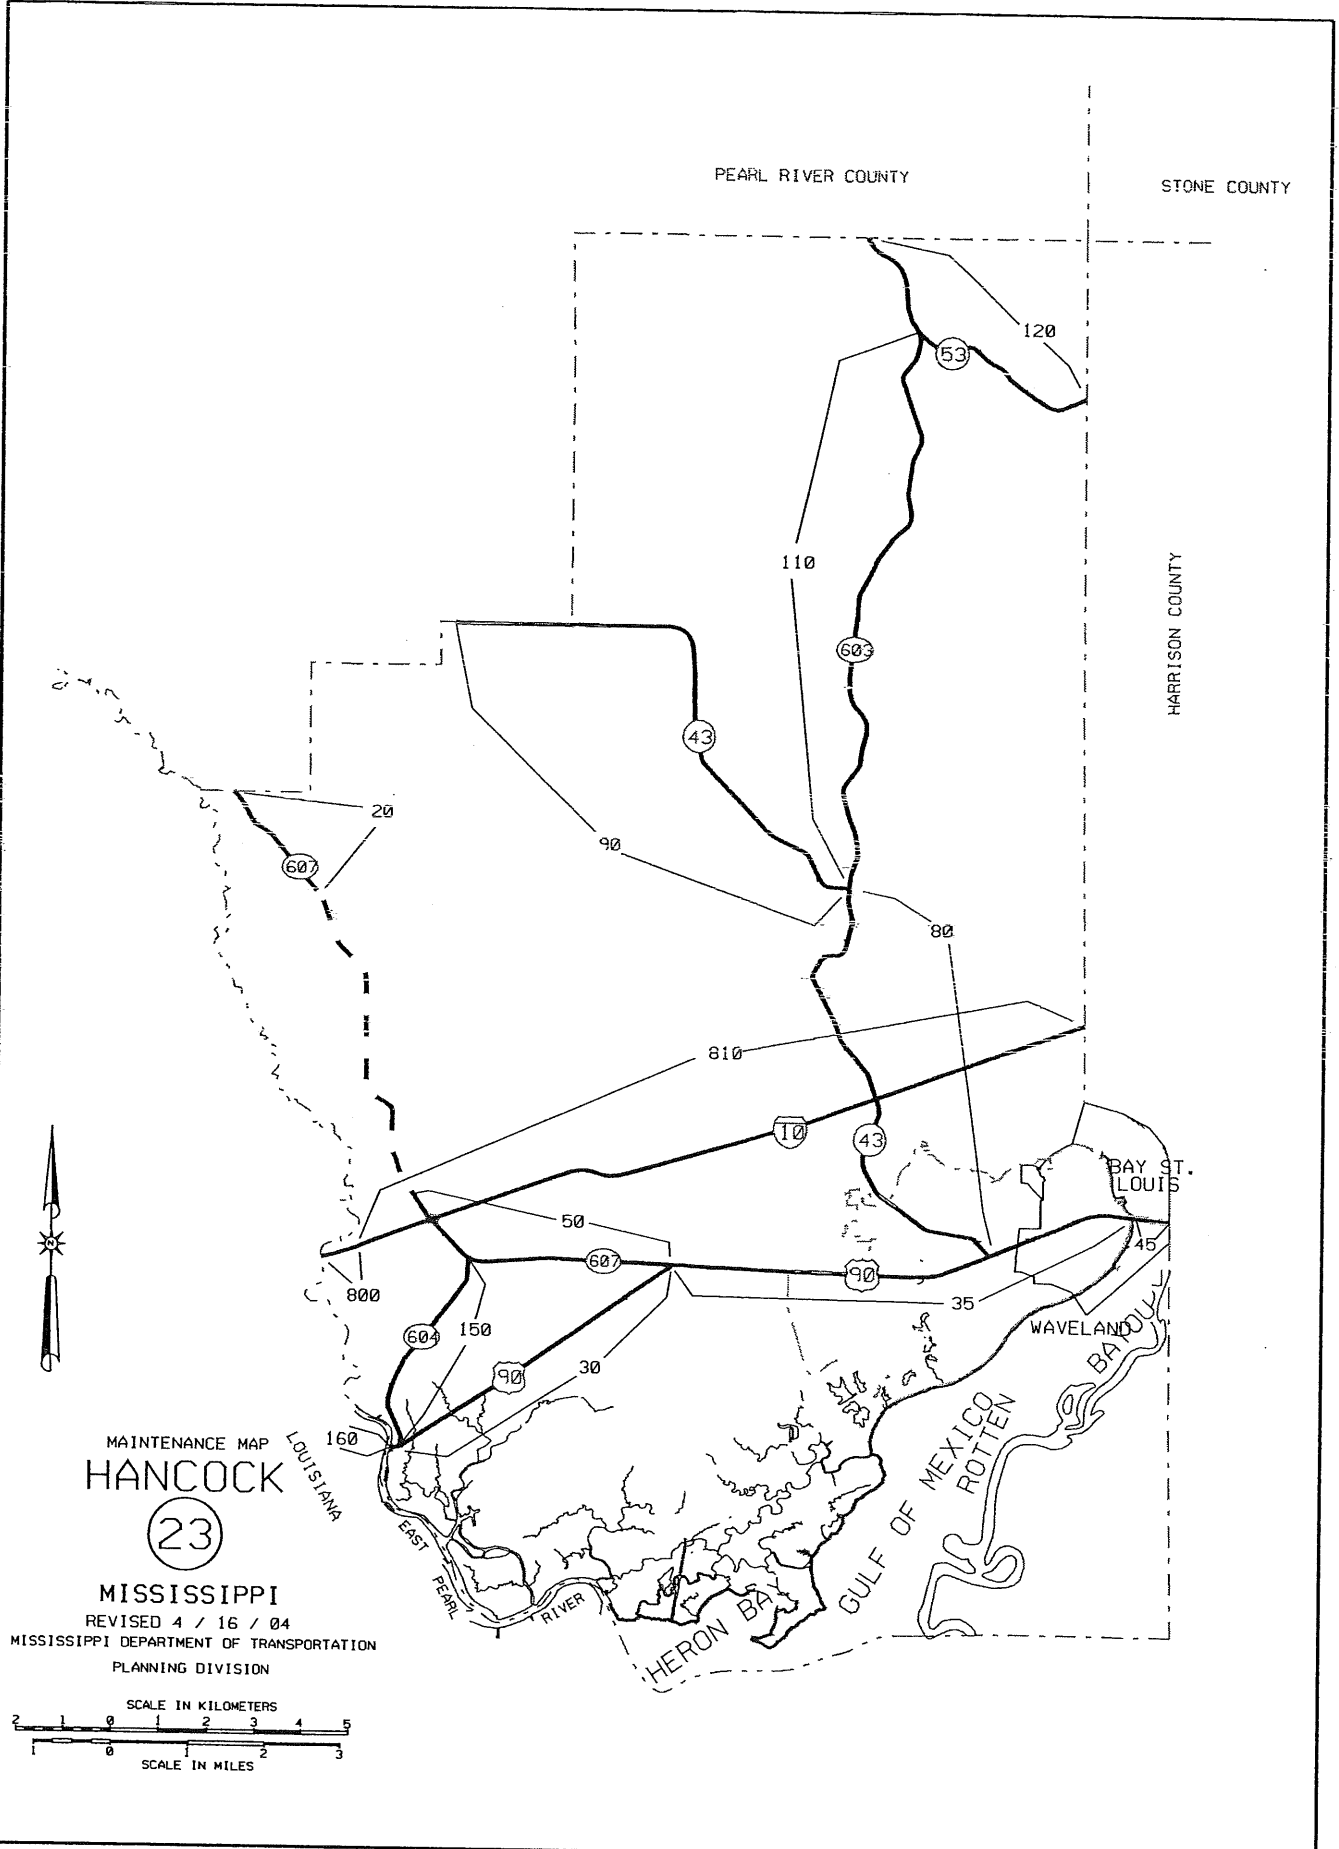 PEARL RIVER COUNTY
STONE COUNTY
120
53
110
HARRISON COUNTY
603
43
20
90
607
80
810
10
43
BAY ST.
LOUIS
50
45
607
90
800
35
604
150
WAVELAND
30
90
BAYOU
160
MAINTENANCE MAP
LOUISIANA
HANCOCK
23
GULF OF MEXICO
ROTTEN
EAST
PEARL
RIVER
HERON BAY
MISSISSIPPI
REVISED 4 / 16 / 04
MISSISSIPPI DEPARTMENT OF TRANSPORTATION
PLANNING DIVISION
N
SCALE IN KILOMETERS
2 1 0 1 2 3 4 5
1 0 1 2 3
SCALE IN MILES